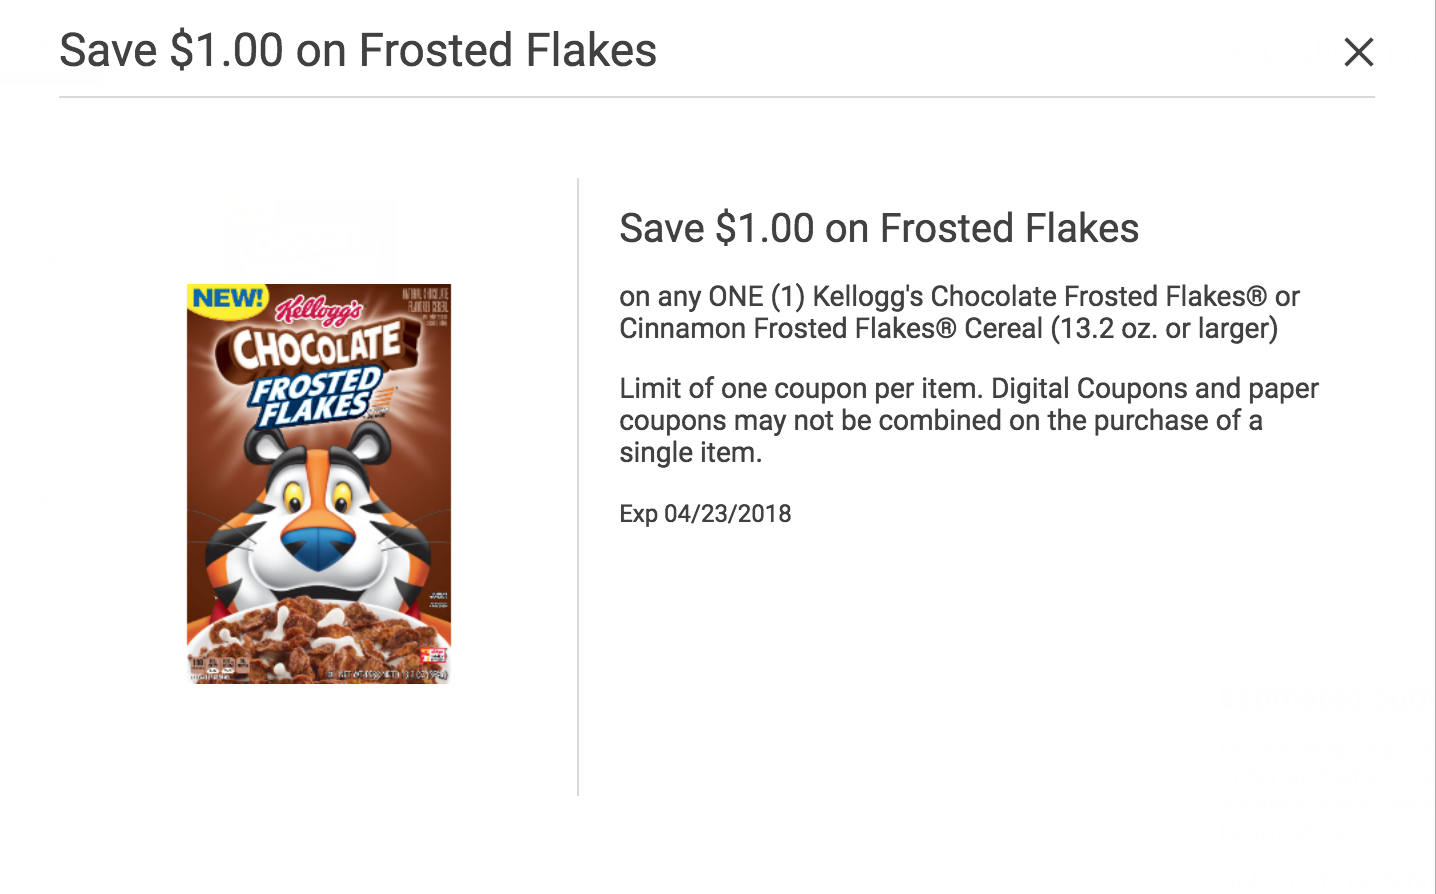 Save $1.00 on Frosted Flakes
NEW!
Kellogg's
CHOCOLATE
FROSTED
FLAKES
Save $1.00 on Frosted Flakes
on any ONE (1) Kellogg's Chocolate Frosted Flakes® or
Cinnamon Frosted Flakes® Cereal (13.2 oz. or larger)
Limit of one coupon per item. Digital Coupons and paper
coupons may not be combined on the purchase of a
single item.
Exp 04/23/2018